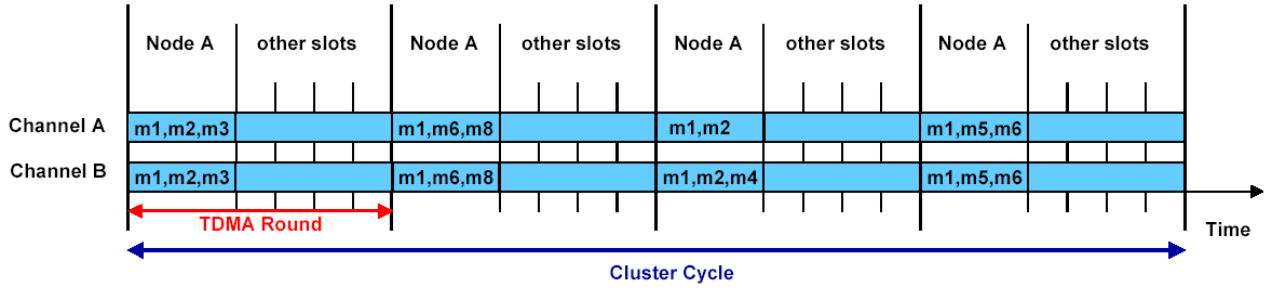 Node A other slots Node A other slots Node A other slots Node A other slots
Channel A m1,m2,m3 m1,m6,m8 m1,m2 m1,m5,m6
Channel B m1,m2,m3 m1,m6,m8 m1,m2,m4 m1,m5,m6
TDMA Round
Time
Cluster Cycle